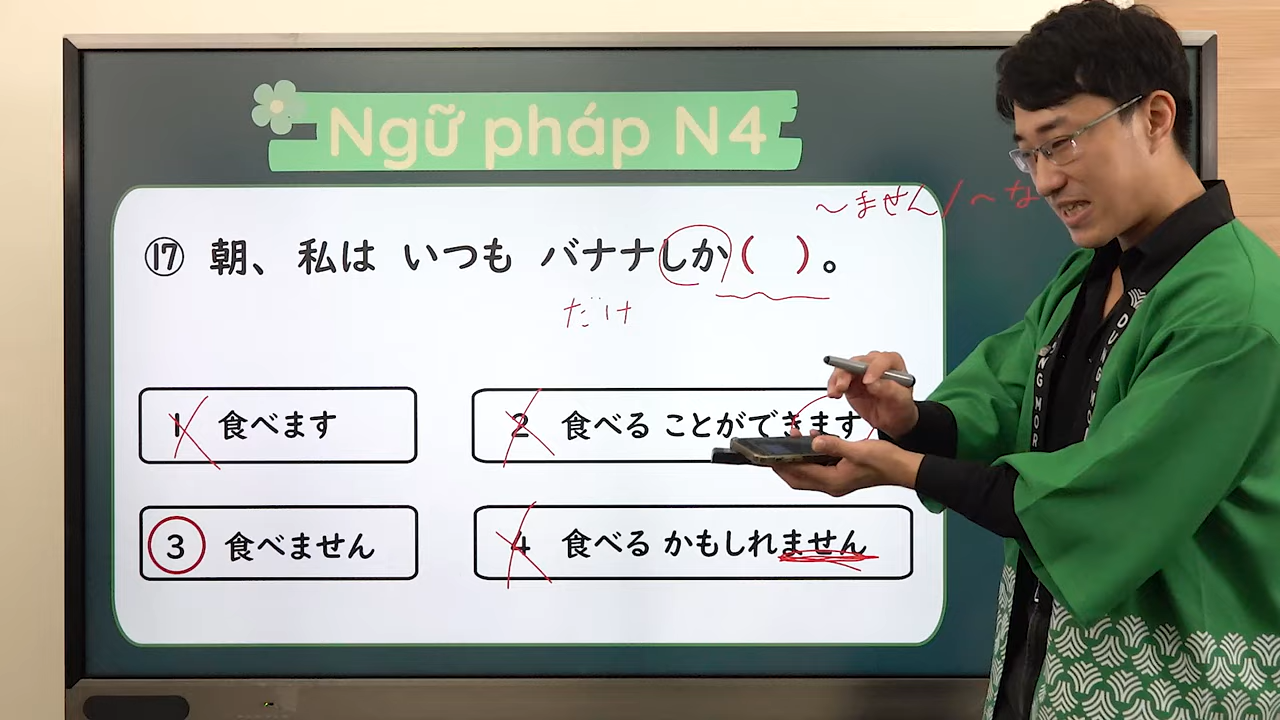 Ngữ pháp N4
～ません/～な
⑰ 朝、私は いつも バナナしか( )。
だけ
1 食べます
2 食べる ことができます
3 食べません
4 食べる かもしれません
DUNG MOR